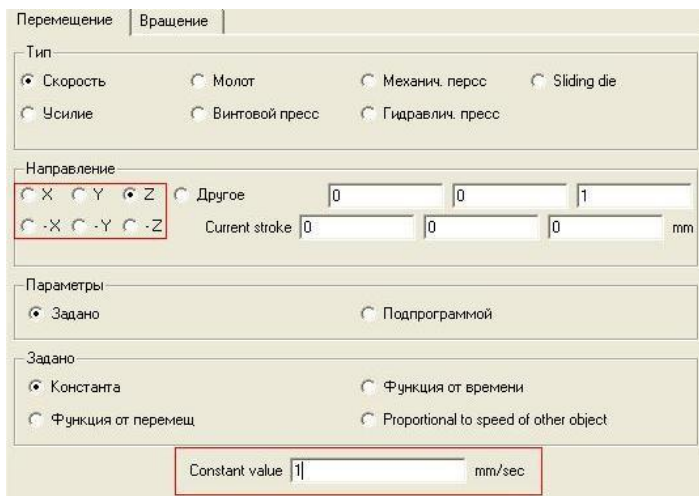 Перемещение Вращение
Тип
Скорость Молот Механич. персс Sliding die
Усилие Винтовой пресс Гидравлич. пресс
Направление
X Y Z Другое 0 0 1
-X -Y -Z Current stroke 0 0 0 mm
Параметры
Задано Подпрограммой
Задано
Константа Функция от времени
Функция от перемещ Proportional to speed of other object
Constant value 1 mm/sec